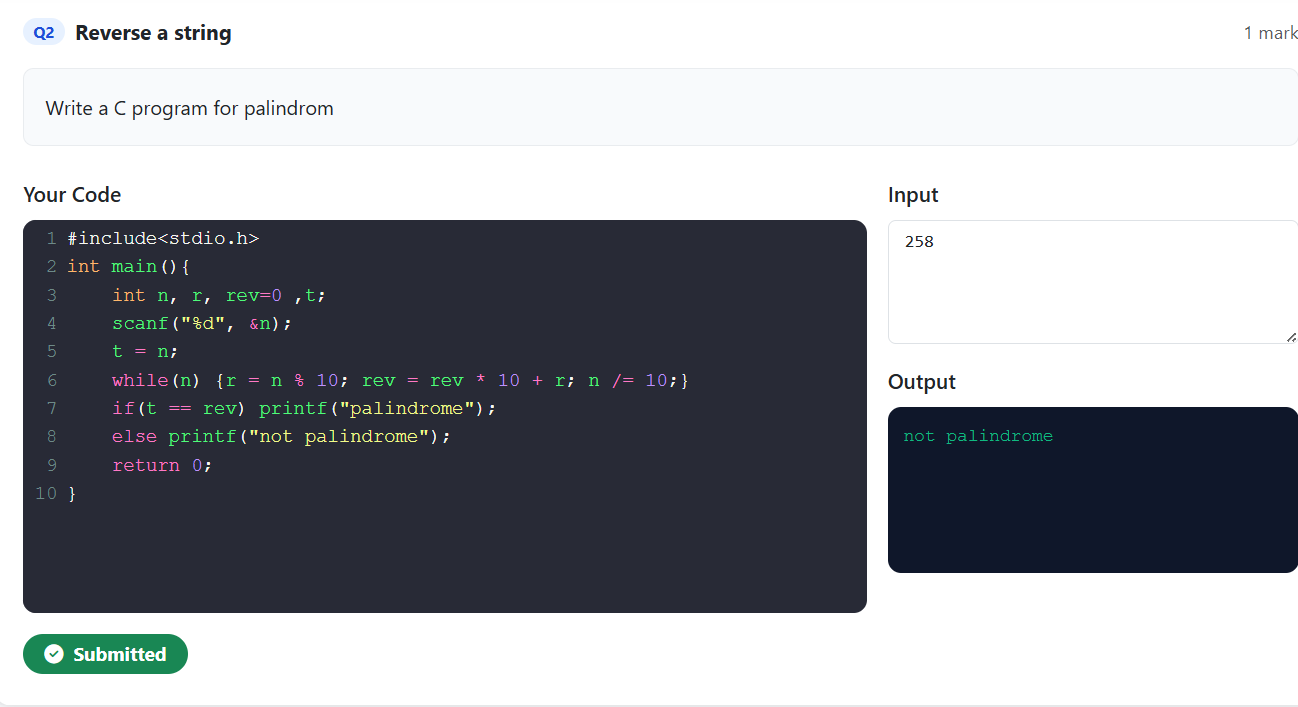 Q2 Reverse a string 1 mark
Write a C program for palindrom
Your Code
1 #include<stdio.h>
2 int main(){
3     int n, r, rev=0 ,t;
4     scanf("%d", &n);
5     t = n;
6     while(n) {r = n % 10; rev = rev * 10 + r; n /= 10;}
7     if(t == rev) printf("palindrome");
8     else printf("not palindrome");
9     return 0;
10 }
Submitted
Input
258
Output
not palindrome